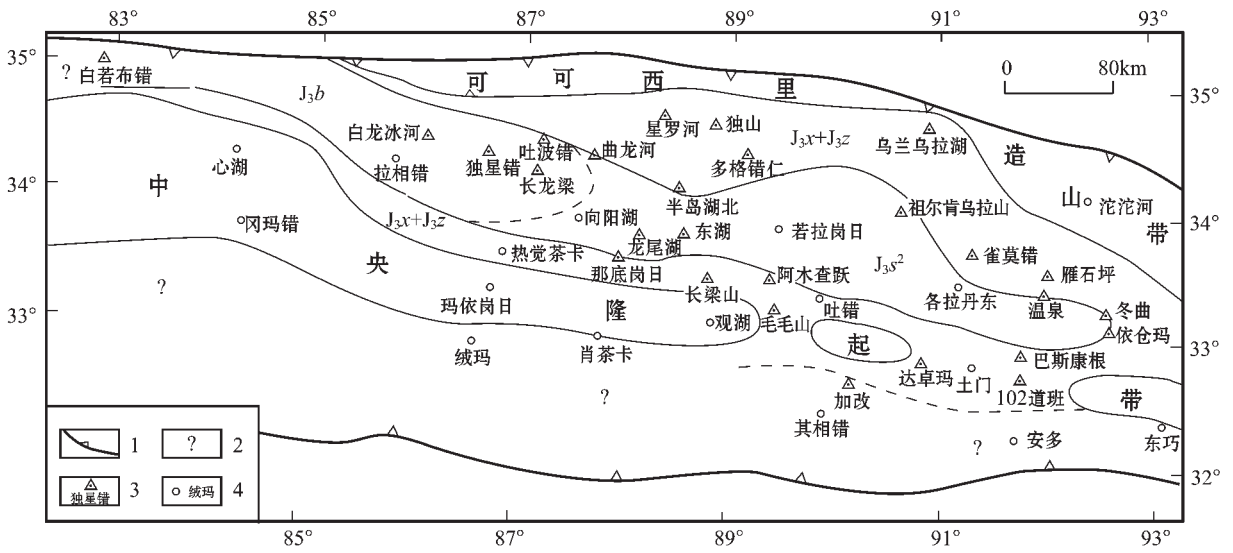 83° 85° 87° 89° 91° 93°
35°
34°
33°
35°
34°
33°
32°
85° 87° 89° 91° 93°
0 80km
可 可 西 里 造 山 带
中 央 隆 起 带
?
白若布错
J₃b
白龙冰河
心湖
拉相错
独星错
吐波错
长龙梁
曲龙河
星罗河
独山
多格错仁
J₃x+J₃z
乌兰乌拉湖
冈玛错
J₃x+J₃z
向阳湖
半岛湖北
祖尔肯乌拉山
沱沱河
热觉茶卡
龙尾湖
东湖
若拉岗日
那底岗日
J₃s²
雀莫错
雁石坪
?
玛依岗日
长梁山
阿木查跃
各拉丹东
温泉
冬曲
观湖
毛毛山
吐错
依仓玛
绒玛
肖茶卡
达卓玛
土门
巴斯康根
?
加改
102道班
其相错
?
安多
东巧
1
? 2
独星错 3
绒玛 4